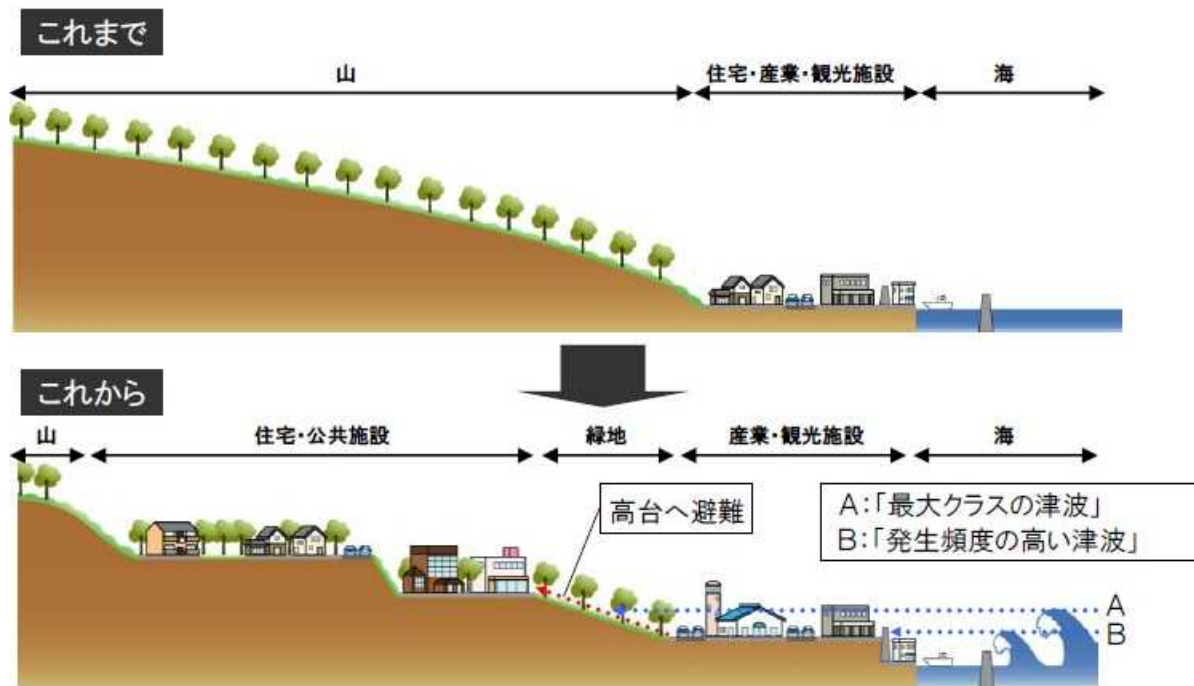 これまで
山
住宅・産業・観光施設
海
これから
山
住宅・公共施設
緑地
産業・観光施設
海
高台へ避難
A:「最大クラスの津波」
B:「発生頻度の高い津波」
A
B